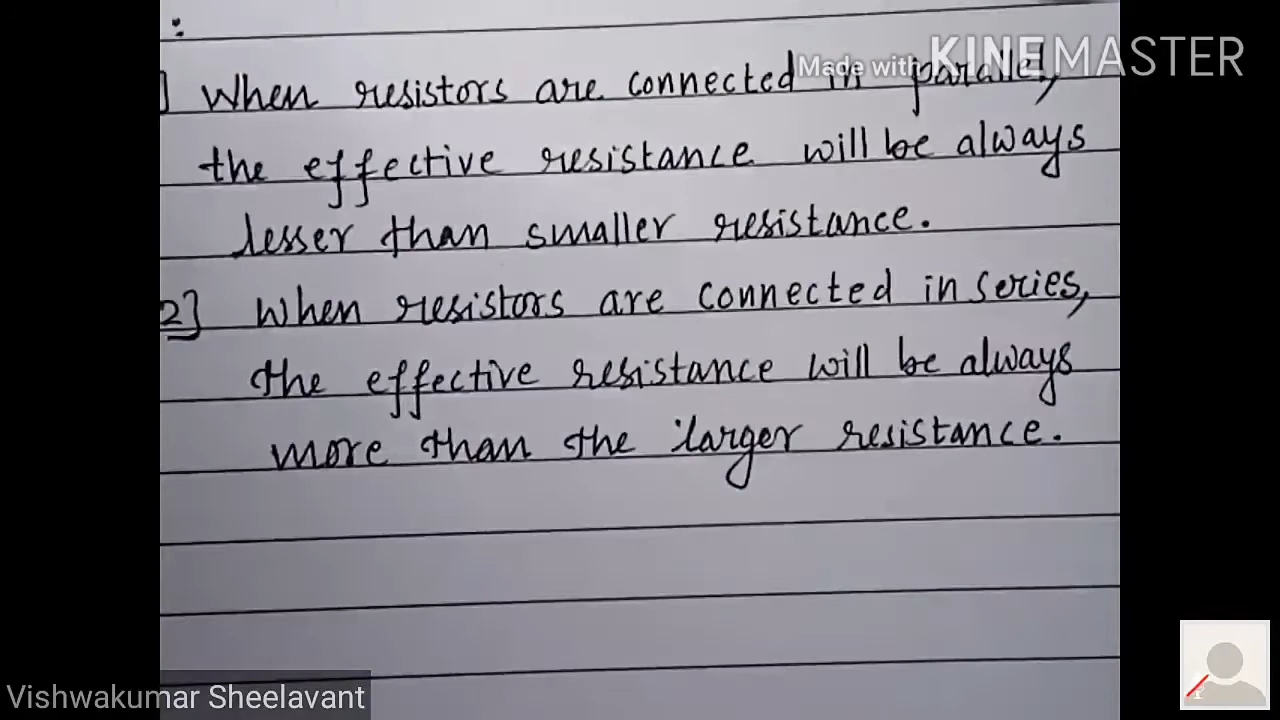 :
] When resistors are connected in parallel,
the effective resistance will be always
lesser than smaller resistance.
2] When resistors are connected in series,
the effective resistance will be always
more than the larger resistance.
Made with KINEMASTER
Vishwakumar Sheelavant